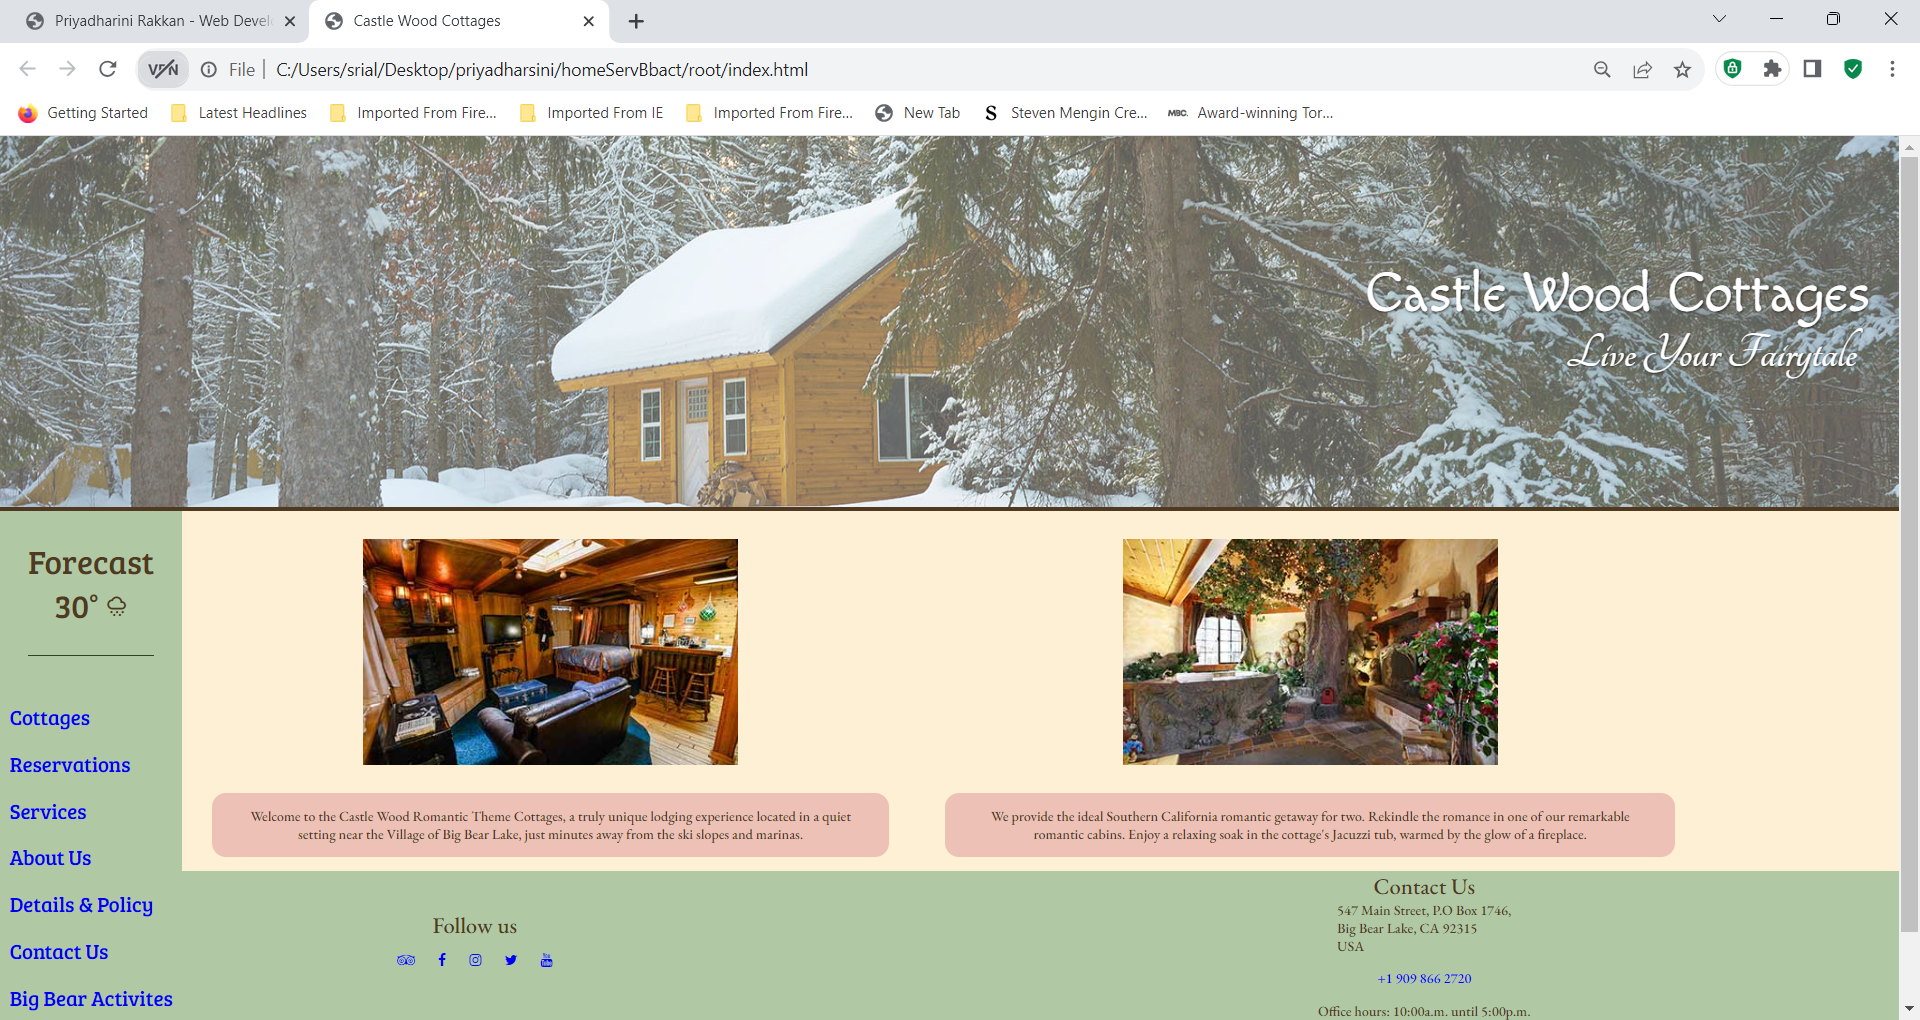 Priyadharini Rakkan - Web Devel
Castle Wood Cottages
VPN
File
C:/Users/srial/Desktop/priyadharsini/homeServBbact/root/index.html
Getting Started
Latest Headlines
Imported From Fire...
Imported From IE
Imported From Fire...
New Tab
S Steven Mengin Cre...
MBC. Award-winning Tor...
Castle Wood Cottages
Live Your Fairytale
Forecast
30°
Cottages
Reservations
Services
About Us
Details & Policy
Contact Us
Big Bear Activites
Welcome to the Castle Wood Romantic Theme Cottages, a truly unique lodging experience located in a quiet
setting near the Village of Big Bear Lake, just minutes away from the ski slopes and marinas.
We provide the ideal Southern California romantic getaway for two. Rekindle the romance in one of our remarkable
romantic cabins. Enjoy a relaxing soak in the cottage's Jacuzzi tub, warmed by the glow of a fireplace.
Follow us
Contact Us
547 Main Street, P.O Box 1746,
Big Bear Lake, CA 92315
USA
+1 909 866 2720
Office hours: 10:00a.m. until 5:00p.m.